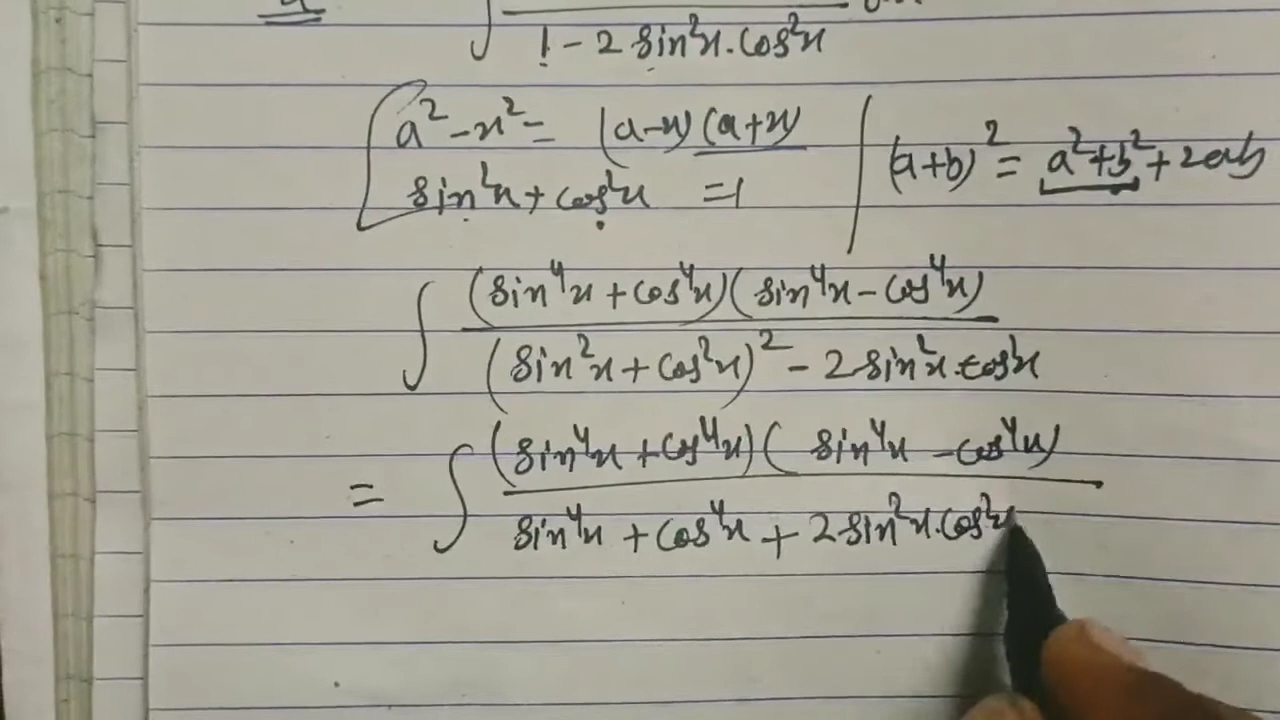 ∫ 1 - 2 sin²x . cos²x
a² - x² = (a-x) (a+x)
sin²x + cos²x = 1
(a+b)² = a² + b² + 2ab
∫ (sin⁴x + cos⁴x)(sin⁴x - cos⁴x)
(sin²x + cos²x)² - 2 sin²x . cos²x
= ∫ (sin⁴x + cos⁴x)( sin⁴x - cos⁴x)
sin⁴x + cos⁴x + 2 sin²x . cos²x